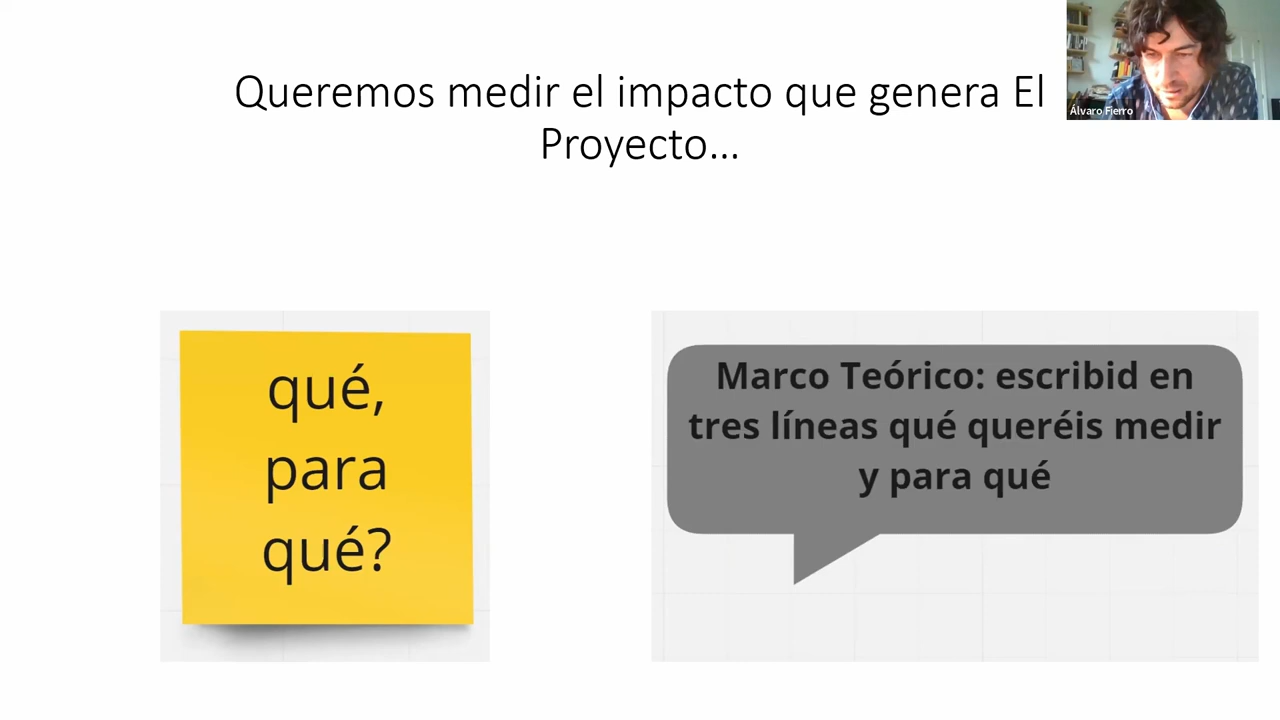 Queremos medir el impacto que genera El
Proyecto...
Álvaro Fierro
qué,
para
qué?
Marco Teórico: escribid en
tres líneas qué queréis medir
y para qué